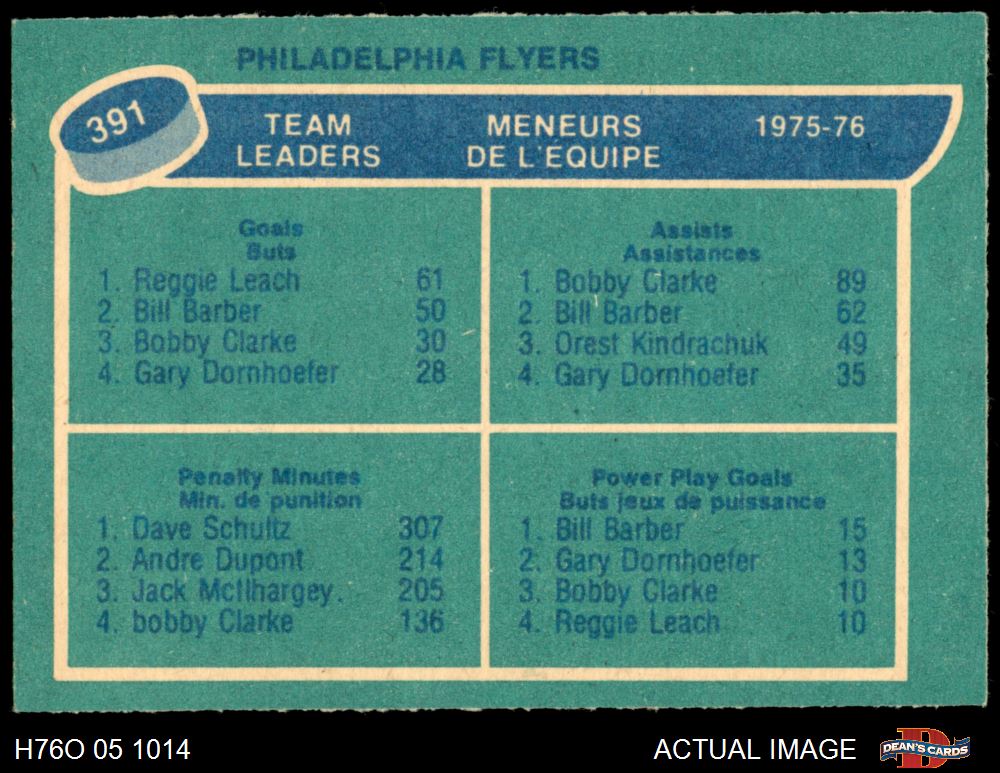 PHILADELPHIA FLYERS
391
TEAM LEADERS
MENEURS DE L'EQUIPE
1975-76
Goals
Buts
1. Reggie Leach 61
2. Bill Barber 50
3. Bobby Clarke 30
4. Gary Dornhoefer 28
Assists
Assistances
1. Bobby Clarke 89
2. Bill Barber 62
3. Orest Kindrachuk 49
4. Gary Dornhoefer 35
Penalty Minutes
Min. de punition
1. Dave Schultz 307
2. Andre Dupont 214
3. Jack McIlhargey. 205
4. bobby Clarke 136
Power Play Goals
Buts jeux de puissance
1. Bill Barber 15
2. Gary Dornhoefer 13
3. Bobby Clarke 10
4. Reggie Leach 10
H76O 05 1014
ACTUAL IMAGE
D
DEAN'S CARDS